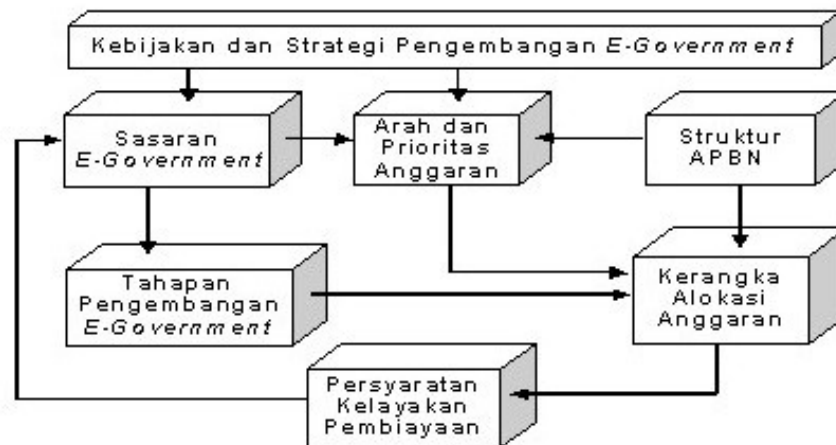 Kebijakan dan Strategi Pengembangan E-Government
Sasaran
E-Government
Arah dan
Prioritas
Anggaran
Struktur
APBN
Tahapan
Pengembangan
E-Government
Kerangka
Alokasi
Anggaran
Persyaratan
Kelayakan
Pembiayaan